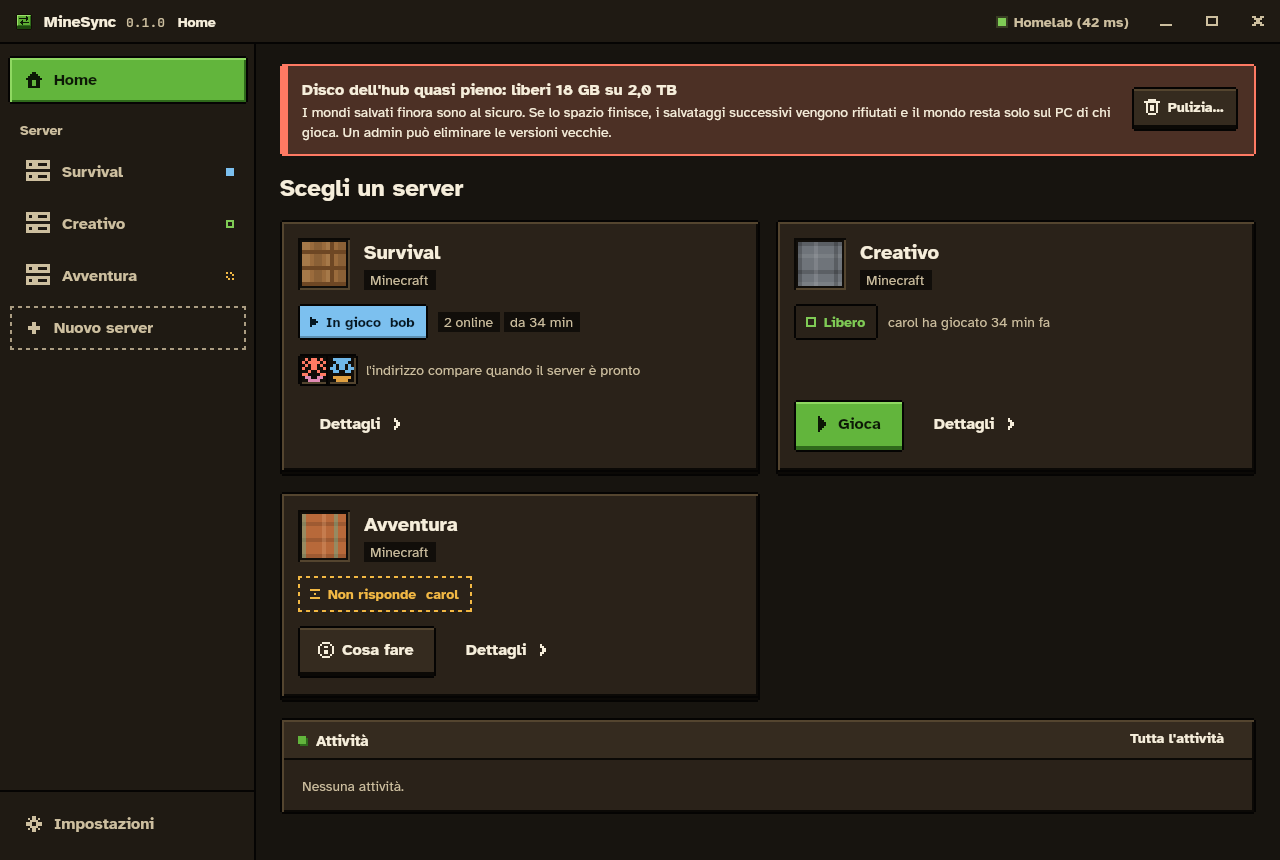 MineSync 0.1.0 Home
Homelab (42 ms)
Home
Server
Survival
Creativo
Avventura
Nuovo server
Impostazioni
Disco dell'hub quasi pieno: liberi 18 GB su 2,0 TB
I mondi salvati finora sono al sicuro. Se lo spazio finisce, i salvataggi successivi vengono rifiutati e il mondo resta solo sul PC di chi
gioca. Un admin può eliminare le versioni vecchie.
Pulizia...
Scegli un server
Survival
Minecraft
In gioco bob
2 online
da 34 min
l'indirizzo compare quando il server è pronto
Dettagli
Creativo
Minecraft
Libero
carol ha giocato 34 min fa
Gioca
Dettagli
Avventura
Minecraft
Non risponde carol
Cosa fare
Dettagli
Attività
Tutta l'attività
Nessuna attività.